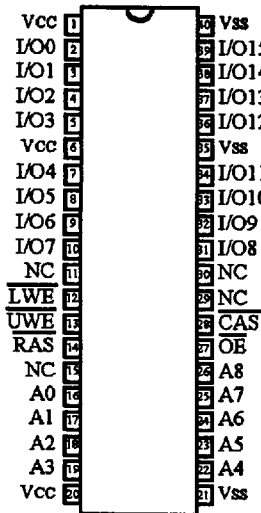 Vcc 1 40 Vss
I/O0 2 39 I/O15
I/O1 3 38 I/O14
I/O2 4 37 I/O13
I/O3 5 36 I/O12
Vcc 6 35 Vss
I/O4 7 34 I/O11
I/O5 8 33 I/O10
I/O6 9 32 I/O9
I/O7 10 31 I/O8
NC 11 30 NC
LWE 12 29 NC
UWE 13 28 CAS
RAS 14 27 OE
NC 15 26 A8
A0 16 25 A7
A1 17 24 A6
A2 18 23 A5
A3 19 22 A4
Vcc 20 21 Vss